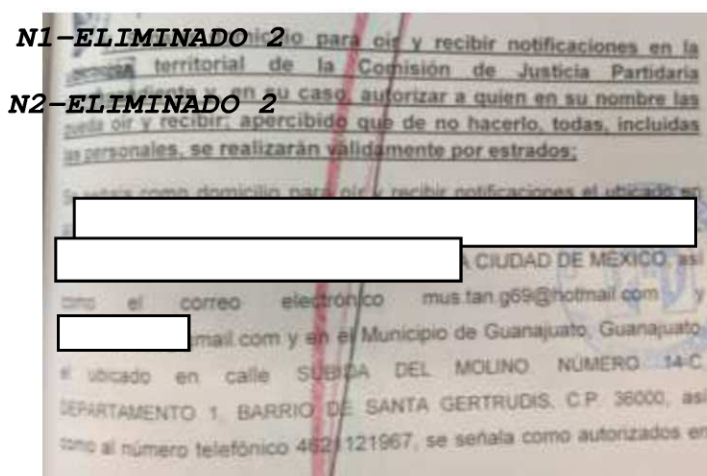 N1-ELIMINADO 2 para oír y recibir notificaciones en la
territorial de la Comisión de Justicia Partidaria
N2-ELIMINADO 2 y, en su caso, autorizar a quien en su nombre las
pueda oír y recibir; apercibido que de no hacerlo, todas, incluidas
las personales, se realizarán válidamente por estrados;
Se señala como domicilio para oír y recibir notificaciones el ubicado en
CIUDAD DE MÉXICO, así
como el correo electrónico mus.tan.g69@hotmail.com y
mail.com y en el Municipio de Guanajuato, Guanajuato,
el ubicado en calle SUBIDA DEL MOLINO NÚMERO 14-C
DEPARTAMENTO 1, BARRIO DE SANTA GERTRUDIS, C.P. 36000, así
como al número telefónico 4621121967, se señala como autorizados en